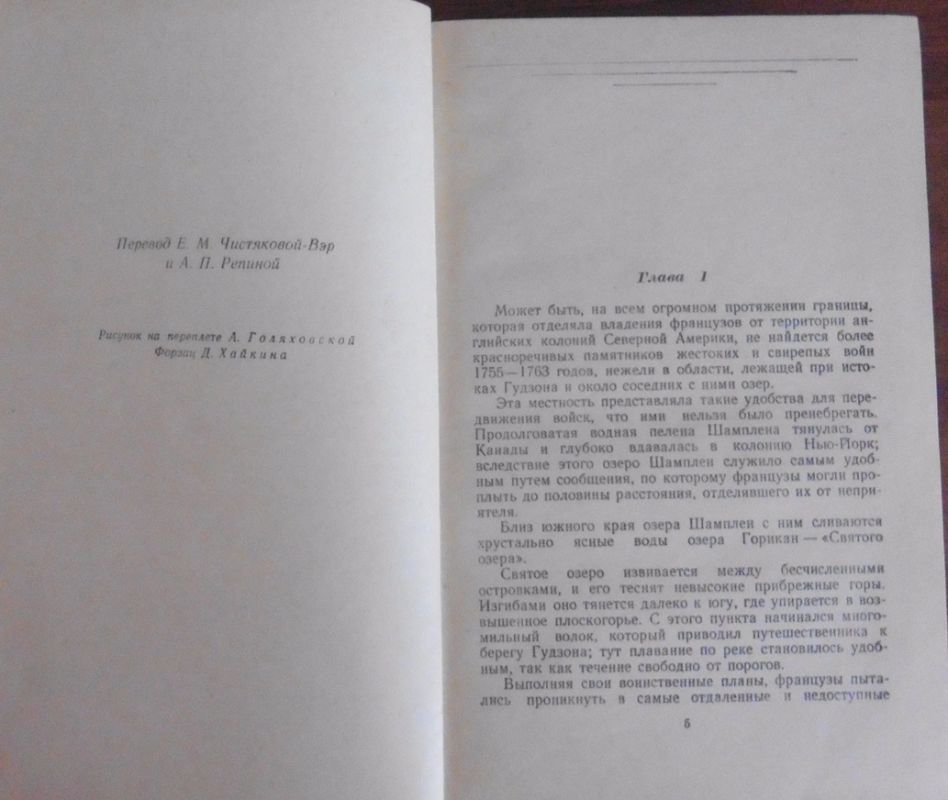 Перевод Е. М. Чистяковой-Вэр
и А. П. Репиной
Рисунок на переплете А. Голяховской
Форзац Д. Хайкина
Глава 1
Может быть, на всем огромном протяжении границы,
которая отделяла владения французов от территории ан-
глийских колоний Северной Америки, не найдется более
красноречивых памятников жестоких и свирепых войн
1755—1763 годов, нежели в области, лежащей при исто-
ках Гудзона и около соседних с ними озер.
Эта местность представляла такие удобства для пере-
движения войск, что ими нельзя было пренебрегать.
Продолговатая водная пелена Шамплена тянулась от
Канады и глубоко вдавалась в колонию Нью-Йорк;
вследствие этого озеро Шамплен служило самым удоб-
ным путем сообщения, по которому французы могли про-
плыть до половины расстояния, отделявшего их от непри-
ятеля.
Близ южного края озера Шамплен с ним сливаются
хрустально ясные воды озера Горикан — «Святого
озера».
Святое озеро извивается между бесчисленными
островками, и его теснят невысокие прибрежные горы.
Изгибами оно тянется далеко к югу, где упирается в воз-
вышенное плоскогорье. С этого пункта начинался много-
мильный волок, который приводил путешественника к
берегу Гудзона; тут плавание по реке становилось удоб-
ным, так как течение свободно от порогов.
Выполняя свои воинственные планы, французы пыта-
лись проникнуть в самые отдаленные и недоступные
5